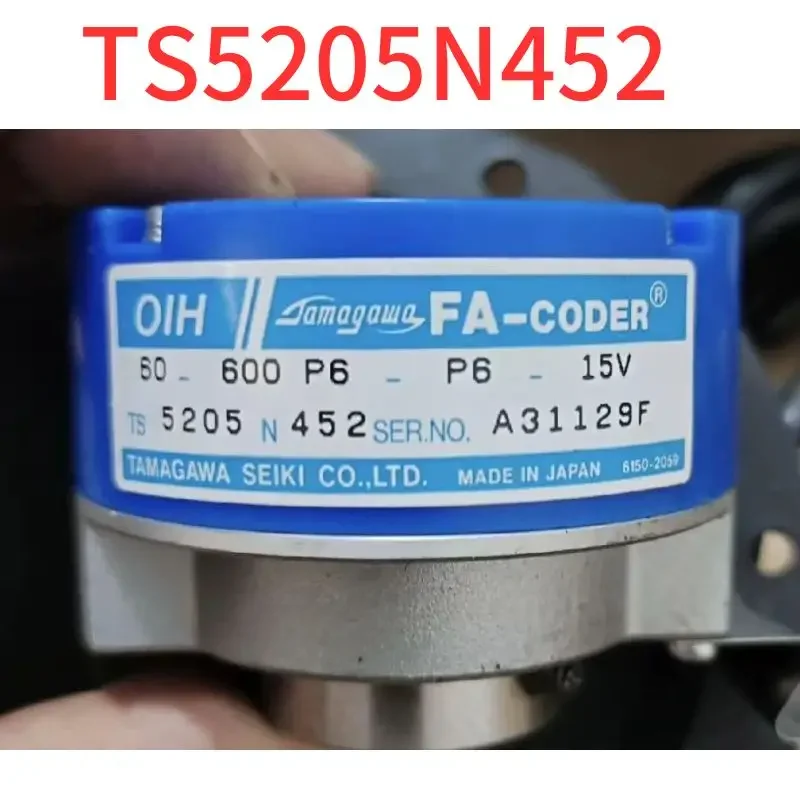 TS5205N452
OIH Tamagawa FA-CODER®
60 - 600 P6 - P6 - 15V
TS 5205 N 452 SER.NO. A31129F
TAMAGAWA SEIKI CO.,LTD. MADE IN JAPAN 6150-2059